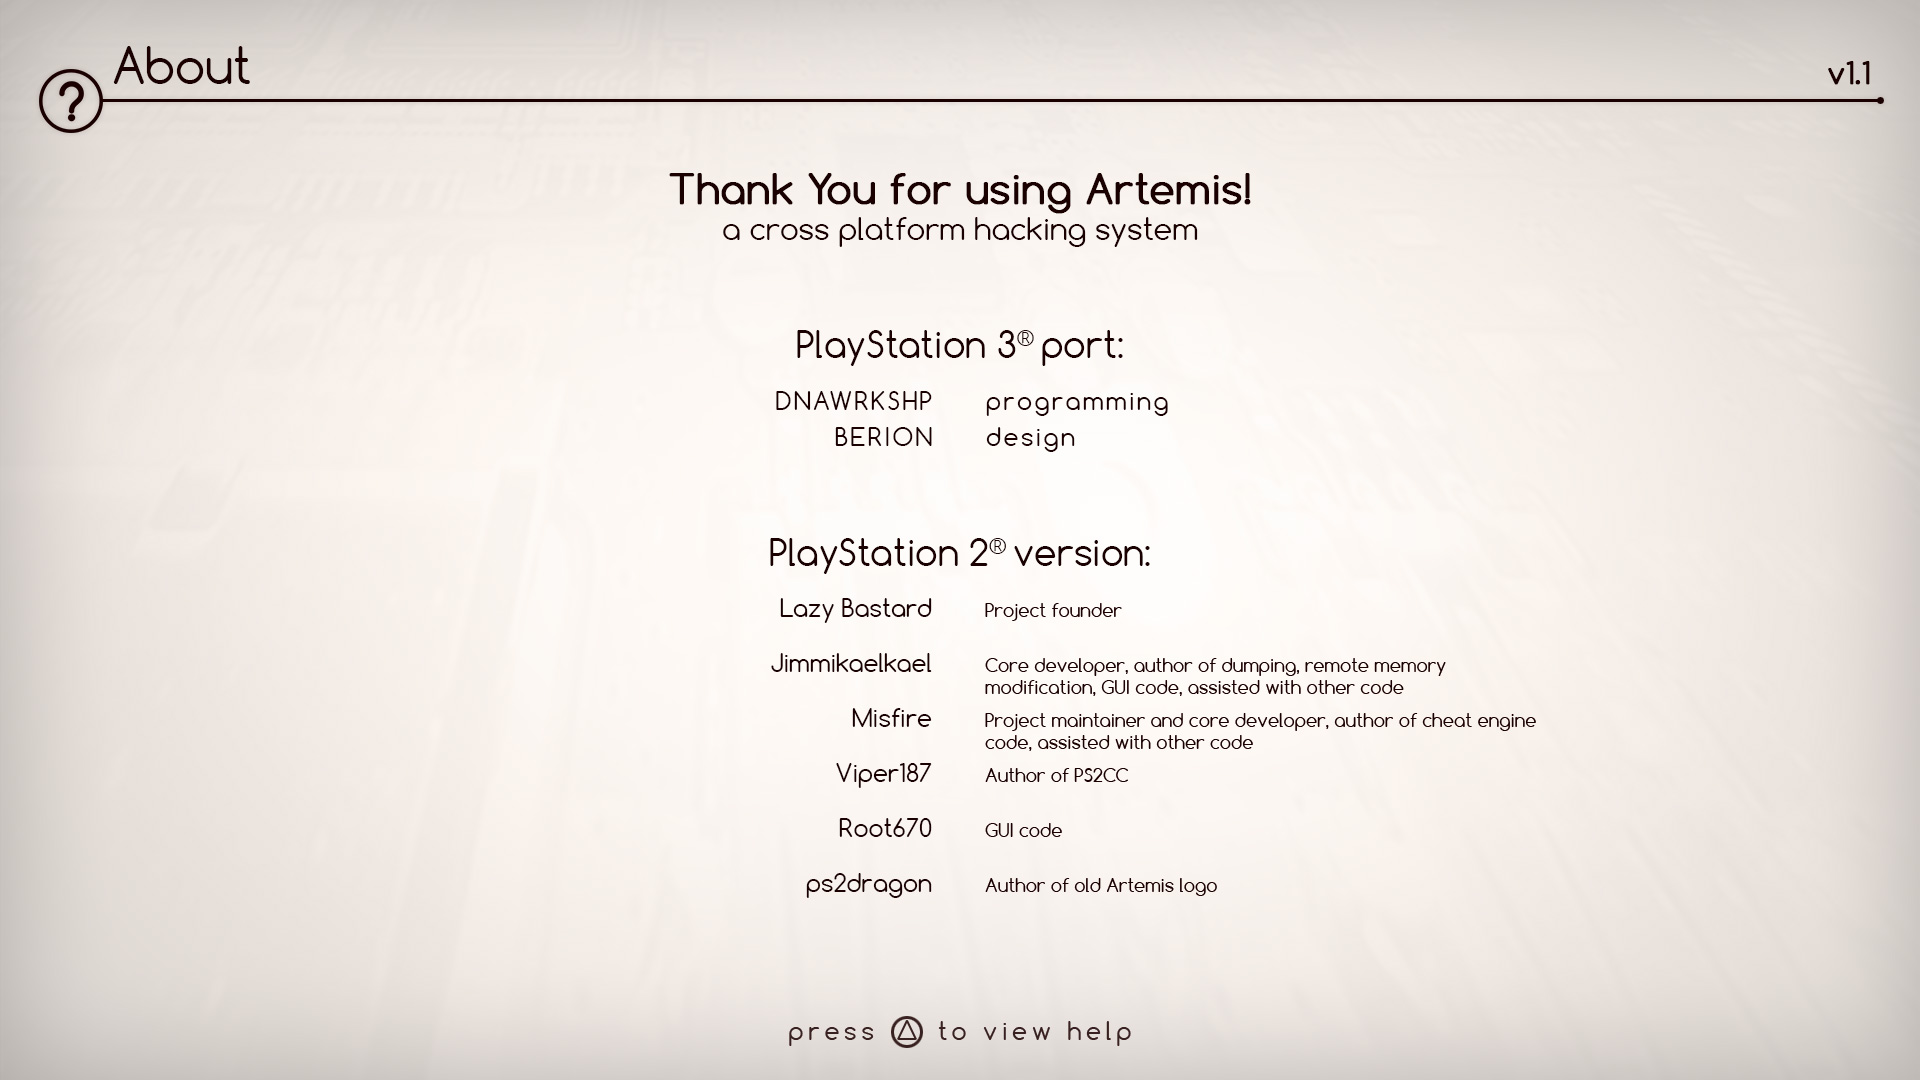 About
v1.1
?
Thank You for using Artemis!
a cross platform hacking system
PlayStation 3® port:
DNAWRKSHP programming
BERION design
PlayStation 2® version:
Lazy Bastard Project founder
Jimmikaelkael Core developer, author of dumping, remote memory
modification, GUI code, assisted with other code
Misfire Project maintainer and core developer, author of cheat engine
code, assisted with other code
Viper187 Author of PS2CC
Root670 GUI code
ps2dragon Author of old Artemis logo
press △ to view help